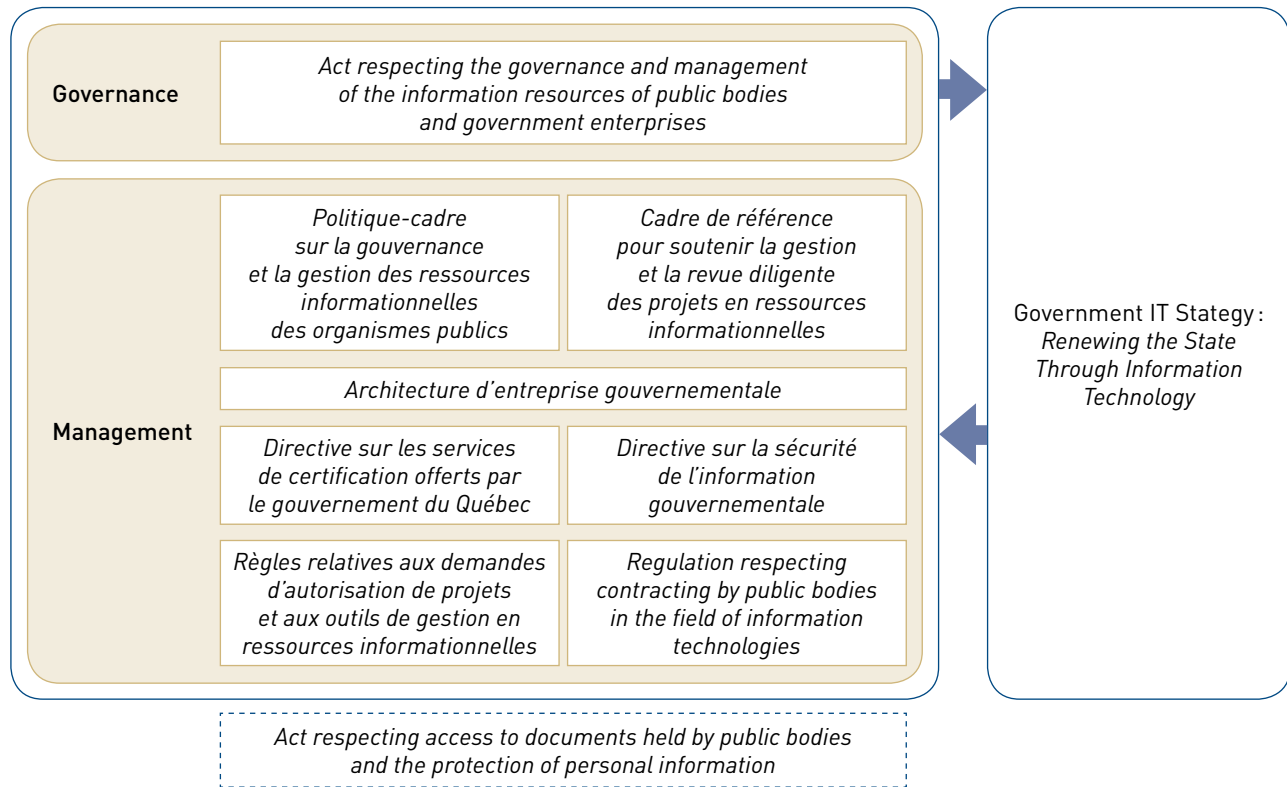 Governance
Act respecting the governance and management
of the information resources of public bodies
and government enterprises
Management
Politique-cadre
sur la gouvernance
et la gestion des ressources
informationnelles
des organismes publics
Cadre de référence
pour soutenir la gestion
et la revue diligente
des projets en ressources
informationnelles
Architecture d'entreprise gouvernementale
Directive sur les services
de certification offerts par
le gouvernement du Québec
Directive sur la sécurité
de l'information
gouvernementale
Règles relatives aux demandes
d'autorisation de projets
et aux outils de gestion en
ressources informationnelles
Regulation respecting
contracting by public bodies
in the field of information
technologies
Government IT Stategy :
Renewing the State
Through Information
Technology
Act respecting access to documents held by public bodies
and the protection of personal information